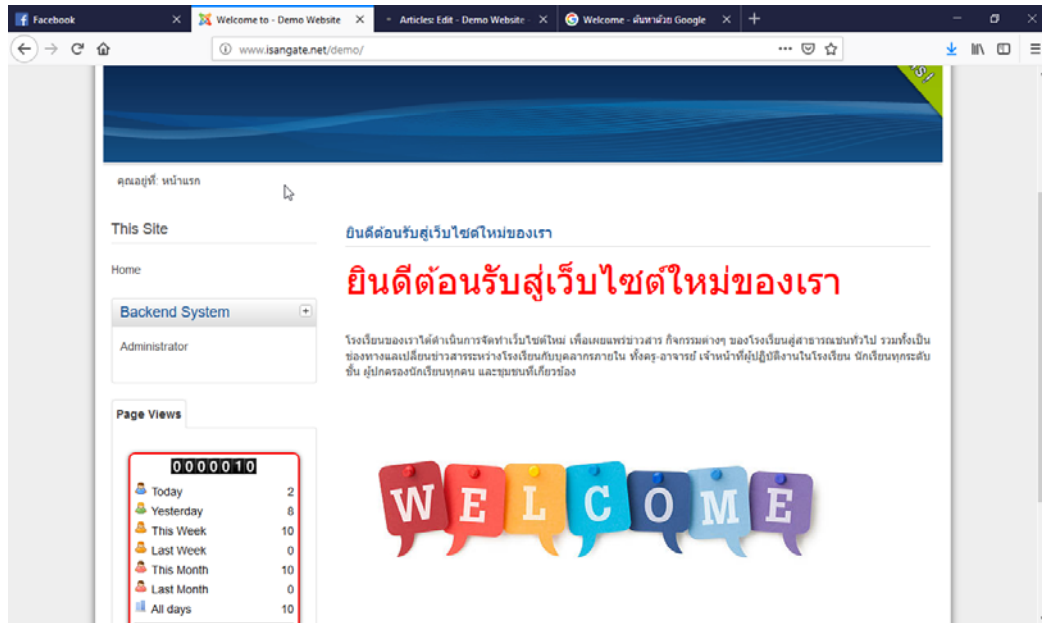 Facebook
Welcome to - Demo Website
Articles: Edit - Demo Website -
Welcome - ค้นหาด้วย Google
www.isangate.net/demo/
คุณอยู่ที่: หน้าแรก
This Site
Home
Backend System
Administrator
Page Views
0000010
Today 2
Yesterday 8
This Week 10
Last Week 0
This Month 10
Last Month 0
All days 10
ยินดีต้อนรับสู่เว็บไซต์ใหม่ของเรา
ยินดีต้อนรับสู่เว็บไซต์ใหม่ของเรา
โรงเรียนของเราได้ดำเนินการจัดทำเว็บไซต์ใหม่ เพื่อเผยแพร่ข่าวสาร กิจกรรมต่างๆ ของโรงเรียนสู่สาธารณชนทั่วไป รวมทั้งเป็น
ช่องทางแลเปลี่ยนข่าวสารระหว่างโรงเรียนกับบุคลากรภายใน ทั้งครู-อาจารย์ เจ้าหน้าที่ผู้ปฏิบัติงานในโรงเรียน นักเรียนทุกระดับ
ชั้น ผู้ปกครองนักเรียนทุกคน และชุมชนที่เกี่ยวข้อง
WELCOME